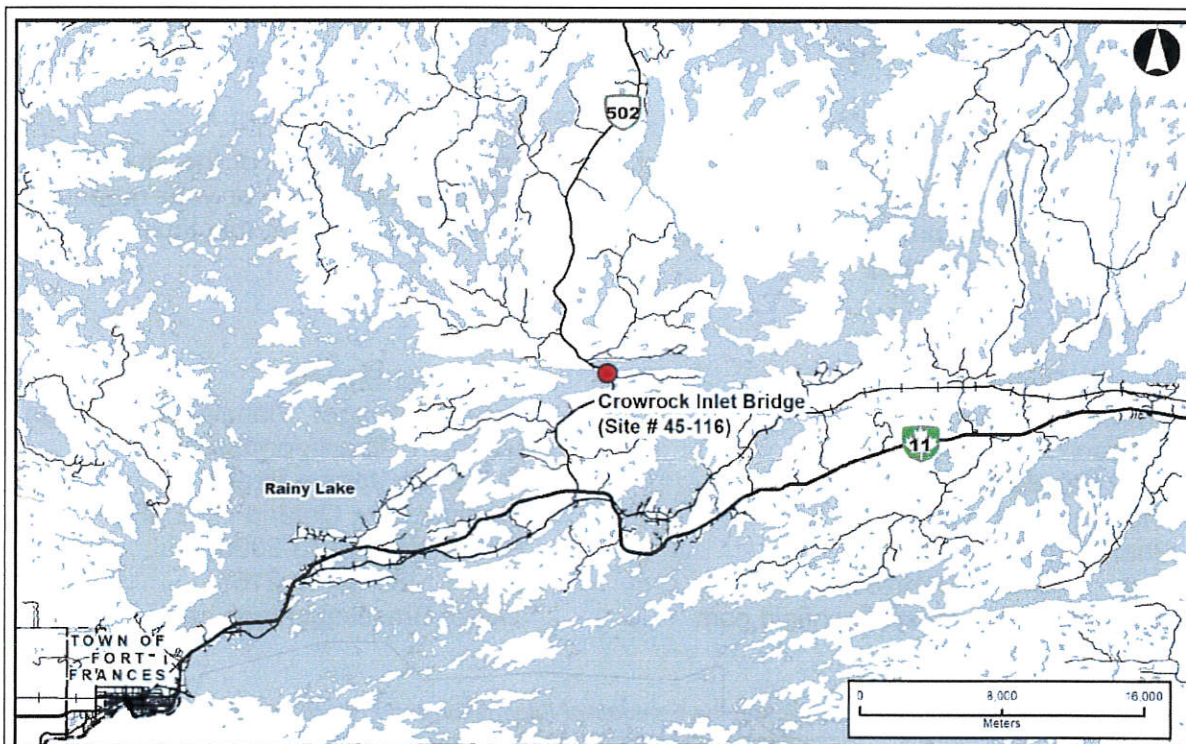 502
Crowrock Inlet Bridge
(Site # 45-116)
11
Rainy Lake
TOWN OF
FORT
FRANCES
0 8,000 16,000
Meters